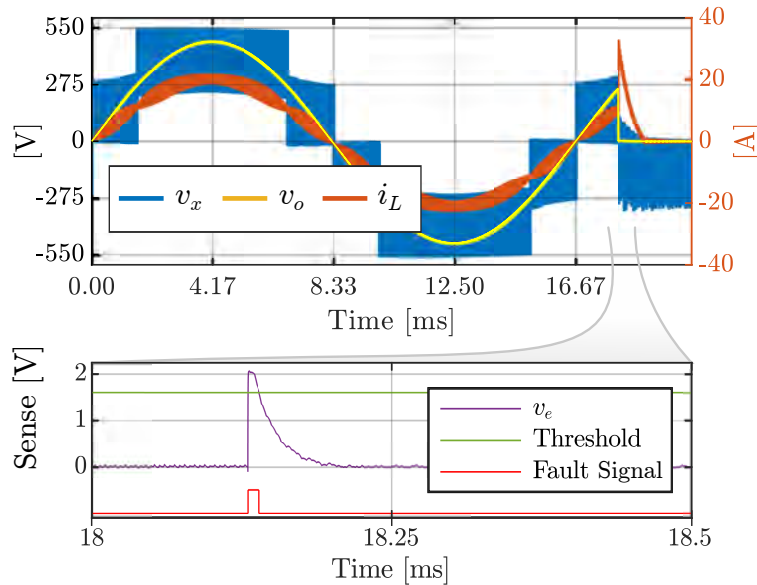 550
275
0
-275
-550
[V]
40
20
0
-20
-40
[A]
v_x
v_o
i_L
0.00 4.17 8.33 12.50 16.67
Time [ms]
Sense [V]
2
1
0
v_e
Threshold
Fault Signal
18 18.25 18.5
Time [ms]